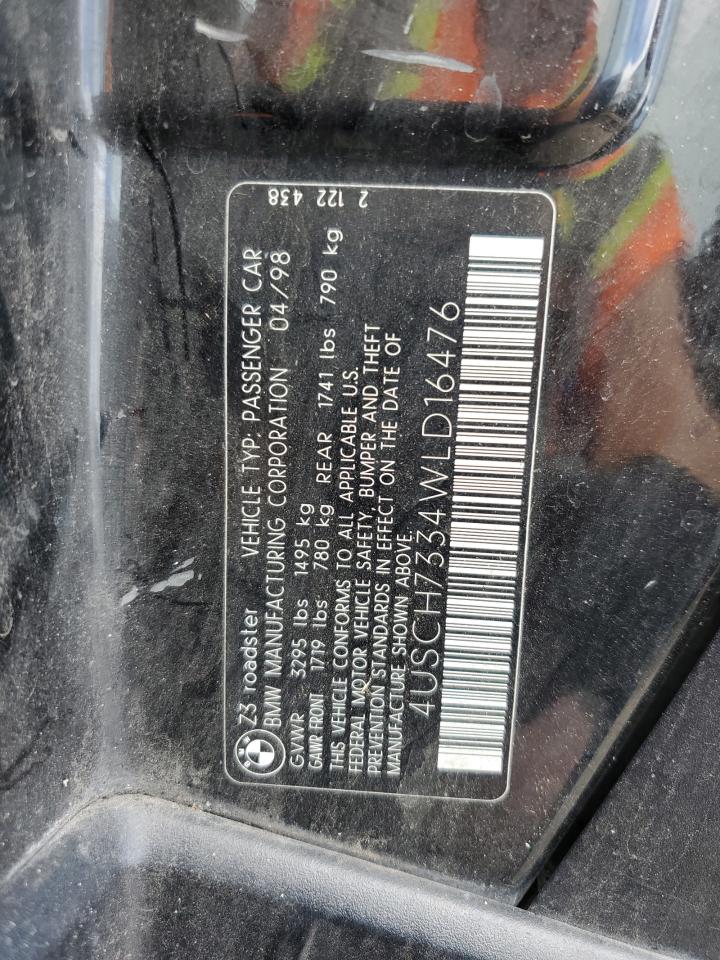 Z3 roadster VEHICLE TYP: PASSENGER CAR
BMW MANUFACTURING CORPORATION 04/98
GVWR 3295 lbs 1495 kg
GAWR FRONT 1719 lbs 780 kg REAR 1741 lbs 790 kg
THIS VEHICLE CONFORMS TO ALL APPLICABLE U.S.
FEDERAL MOTOR VEHICLE SAFETY, BUMPER AND THEFT
PREVENTION STANDARDS IN EFFECT ON THE DATE OF
MANUFACTURE SHOWN ABOVE.
4USCH7334WLD16476
2 122 438